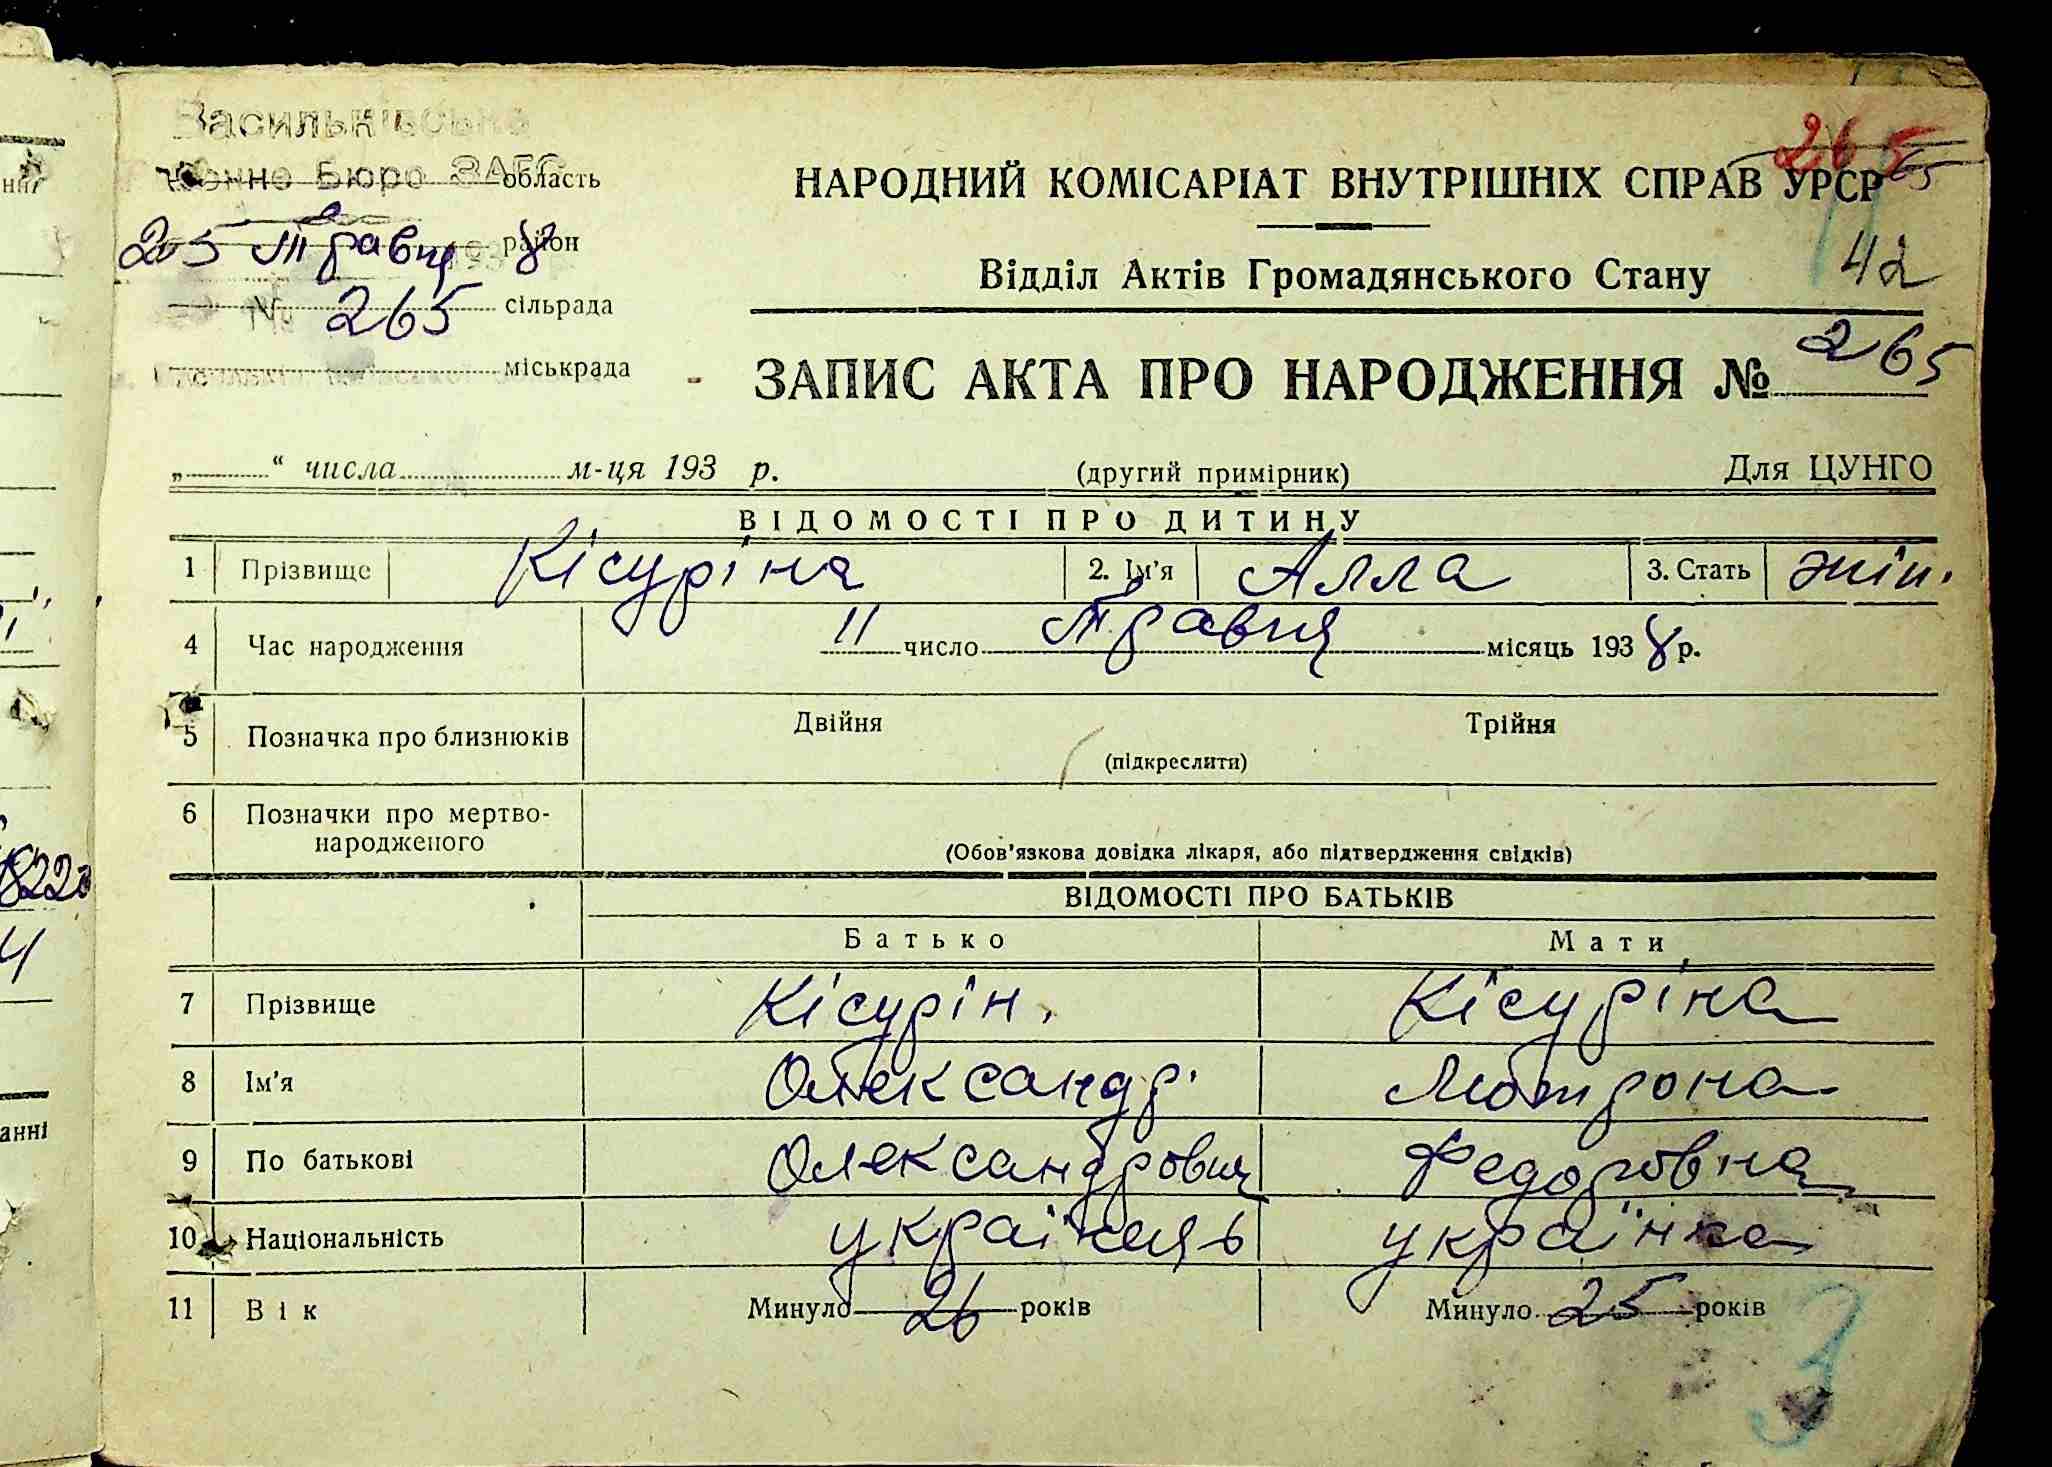 Васильківське
Бюро ЗАГС область
25 Травня 1938 район
№ 265 сільрада
міськрада
265
НАРОДНИЙ КОМІСАРІАТ ВНУТРІШНІХ СПРАВ УРСР
42
Відділ Актів Громадянського Стану
ЗАПИС АКТА ПРО НАРОДЖЕННЯ № 265
„ “ числа м-ця 193 р. (другий примірник) Для ЦУНГО
ВІДОМОСТІ ПРО ДИТИНУ
1 Прізвище Кісуріна 2. Ім'я Алла 3. Стать жін.
4 Час народження 11 число Травня місяць 1938 р.
5 Позначка про близнюків Двійня Трійня
(підкреслити)
6 Позначки про мертво-
народженого
(Обов'язкова довідка лікаря, або підтвердження свідків)
ВІДОМОСТІ ПРО БАТЬКІВ
Батько Мати
7 Прізвище Кісурін. Кісуріна
8 Ім'я Олександр. Мотрона
9 По батькові Олександрович Федоровна
10 Національність українець українка
11 Вік Минуло 26 років Минуло 25 років
3